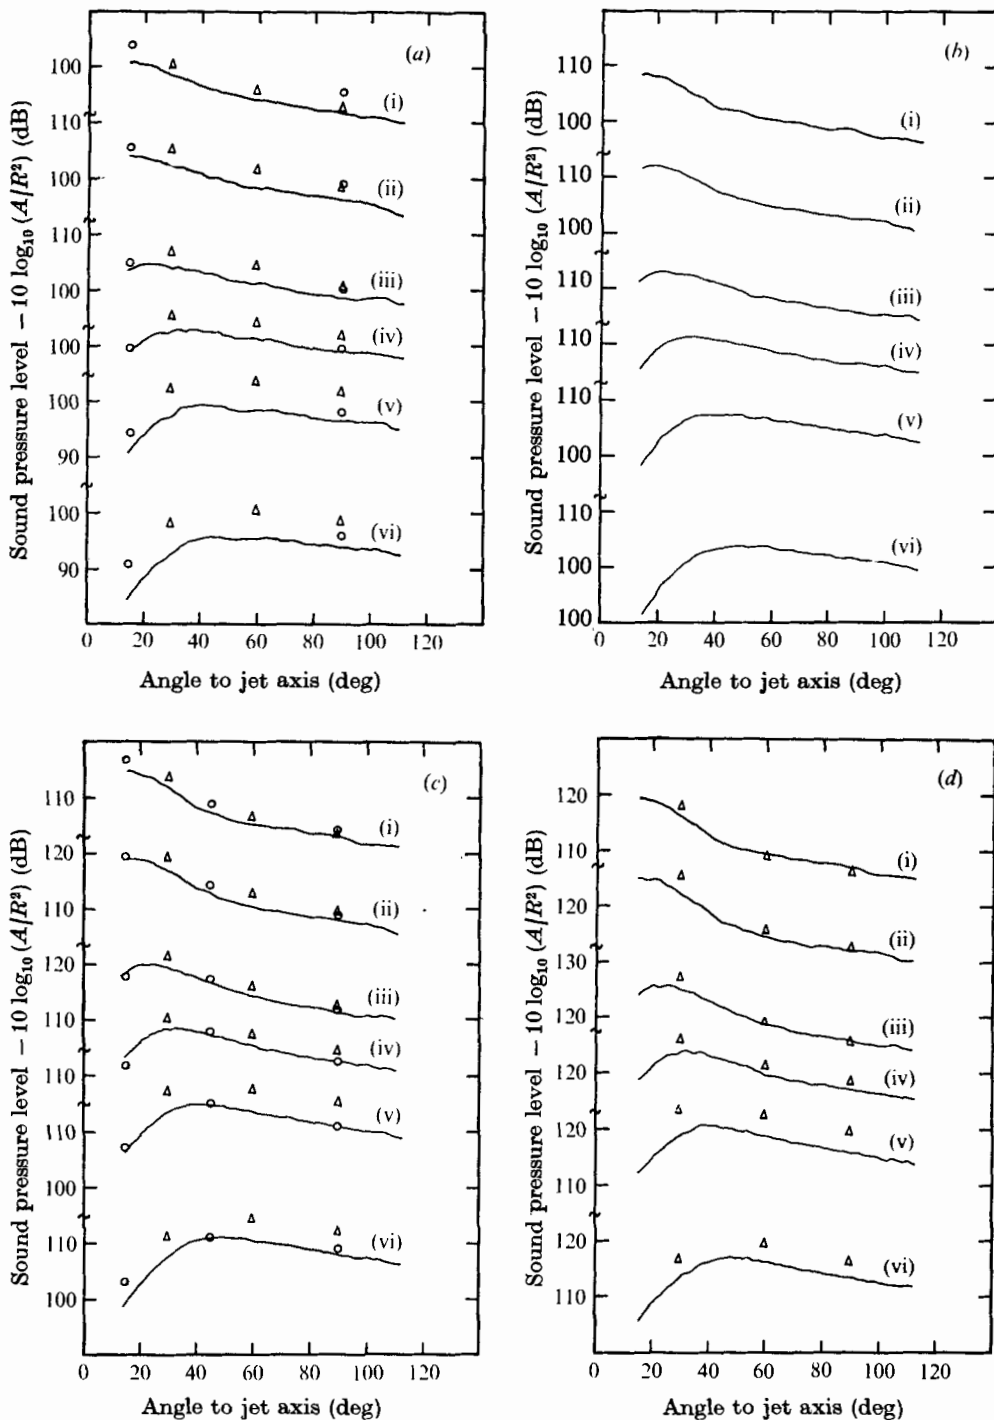 Sound pressure level − 10 log₁₀ (A/R²) (dB)
(a)
100
(i)
110
100
(ii)
110
100
(iii)
100
(iv)
100
(v)
90
100
(vi)
90
0 20 40 60 80 100 120
Angle to jet axis (deg)
Sound pressure level − 10 log₁₀ (A/R²) (dB)
(b)
110
100
(i)
110
100
(ii)
110
(iii)
110
(iv)
110
100
(v)
110
100
(vi)
100
0 20 40 60 80 100 120
Angle to jet axis (deg)
Sound pressure level − 10 log₁₀ (A/R²) (dB)
(c)
110
(i)
120
110
(ii)
120
(iii)
110
(iv)
110
(v)
110
100
110
(vi)
100
0 20 40 60 80 100 120
Angle to jet axis (deg)
Sound pressure level − 10 log₁₀ (A/R²) (dB)
(d)
120
110
(i)
120
(ii)
130
120
(iii)
120
(iv)
120
(v)
110
120
(vi)
110
0 20 40 60 80 100 120
Angle to jet axis (deg)